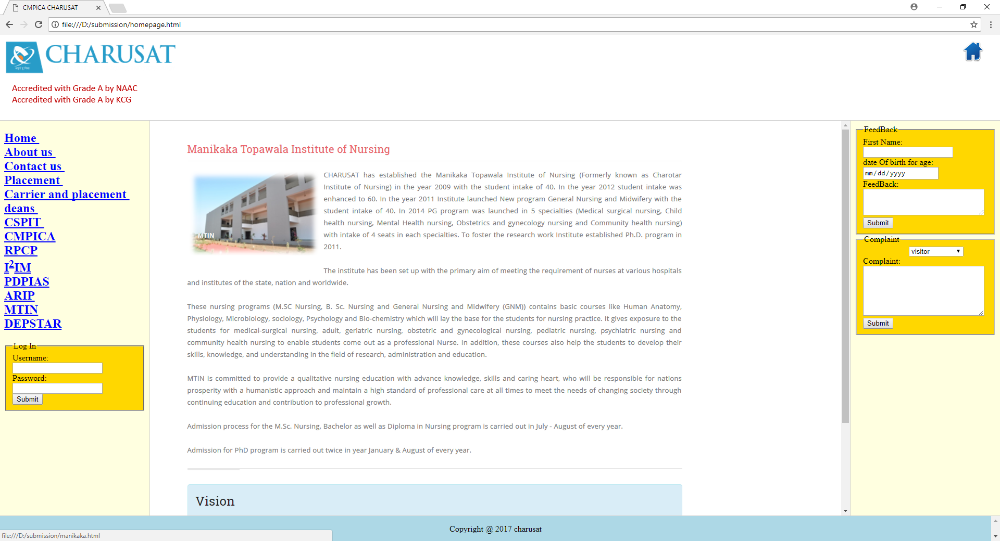 CMPICA CHARUSAT
file:///D:/submission/homepage.html
CHARUSAT
Accredited with Grade A by NAAC
Accredited with Grade A by KCG
Home
About us
Contact us
Placement
Carrier and placement
deans
CSPIT
CMPICA
RPCP
I²IM
PDPIAS
ARIP
MTIN
DEPSTAR
Log In
Username:
Password:
Submit
Manikaka Topawala Institute of Nursing
MTIN
CHARUSAT has established the Manikaka Topawala Institute of Nursing (Formerly known as Charotar
Institute of Nursing) in the year 2009 with the student intake of 40. In the year 2012 student intake was
enhanced to 60. In the year 2011 Institute launched New program General Nursing and Midwifery with the
student intake of 40. In 2014 PG program was launched in 5 specialties (Medical surgical nursing, Child
health nursing, Mental Health nursing, Obstetrics and gynecology nursing and Community health nursing)
with intake of 4 seats in each specialties. To foster the research work Institute established Ph.D. program in
2011.
The institute has been set up with the primary aim of meeting the requirement of nurses at various hospitals
and institutes of the state, nation and worldwide.
These nursing programs (M.SC Nursing, B. Sc. Nursing and General Nursing and Midwifery (GNM)) contains basic courses like Human Anatomy,
Physiology, Microbiology, sociology, Psychology and Bio-chemistry which will lay the base for the students for nursing practice. It gives exposure to the
students for medical-surgical nursing, adult, geriatric nursing, obstetric and gynecological nursing, pediatric nursing, psychiatric nursing and
community health nursing to enable students come out as a professional Nurse. In addition, these courses also help the students to develop their
skills, knowledge, and understanding in the field of research, administration and education.
MTIN is committed to provide a qualitative nursing education with advance knowledge, skills and caring heart, who will be responsible for nations
prosperity with a humanistic approach and maintain a high standard of professional care at all times to meet the needs of changing society through
continuing education and contribution to professional growth.
Admission process for the M.Sc. Nursing, Bachelor as well as Diploma in Nursing program is carried out in July - August of every year.
Admission for PhD program is carried out twice in year January & August of every year.
Vision
FeedBack
First Name:
date Of birth for age:
mm/dd/yyyy
FeedBack:
Submit
Complaint
visitor
Complaint:
Submit
Copyright @ 2017 charusat
file:///D:/submission/manikaka.html